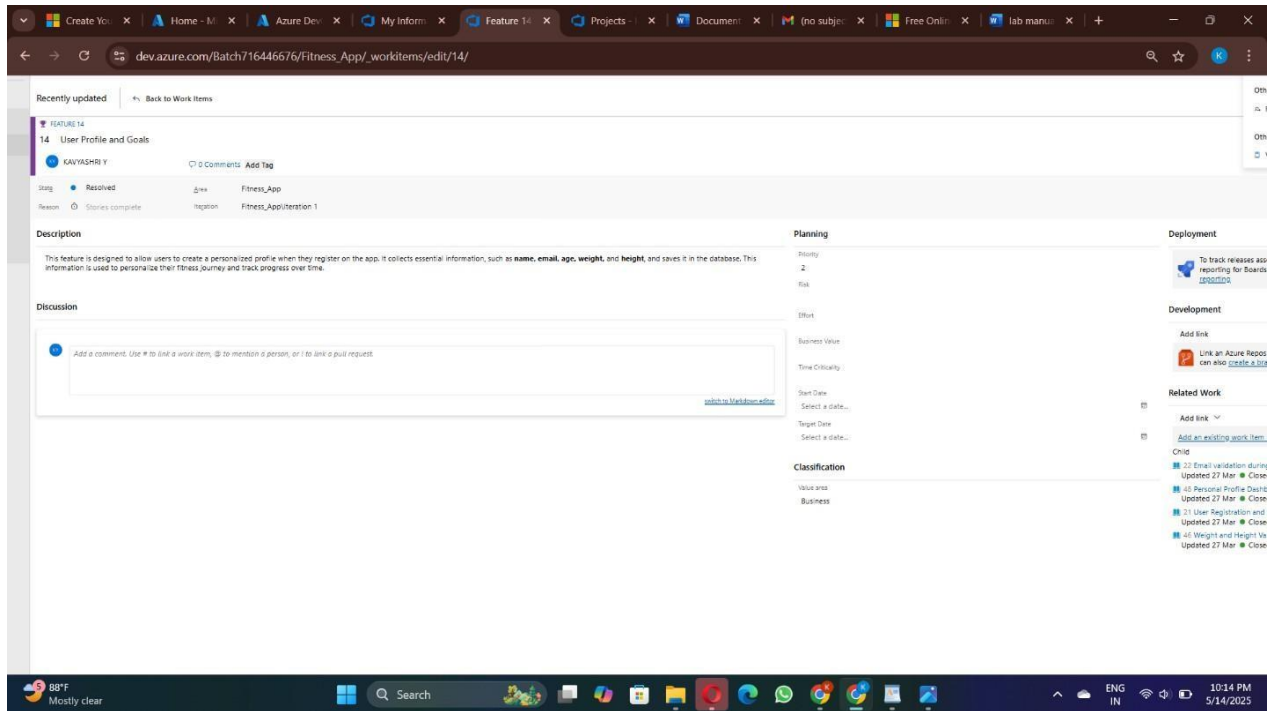 Create You
Home - Mi
Azure Dev
My Inform
Feature 14
Projects -
Document
(no subjec
Free Onlin
lab manua
dev.azure.com/Batch716446676/Fitness_App/_workitems/edit/14/
K
Recently updated
Back to Work Items
Oth
FEATURE 14
14 User Profile and Goals
Oth
KAVYASHRI Y
0 Comments Add Tag
State Resolved
Area Fitness_App
Reason Stories complete
Iteration Fitness_App\Iteration 1
Description
This feature is designed to allow users to create a personalized profile when they register on the app. It collects essential information, such as name, email, age, weight, and height, and saves it in the database. This
information is used to personalize their fitness journey and track progress over time.
Discussion
Add a comment. Use # to link a work item, @ to mention a person, or ! to link a pull request.
switch to Markdown editor
Planning
Priority
2
Risk
Effort
Business Value
Time Criticality
Start Date
Select a date...
Target Date
Select a date...
Classification
Value area
Business
Deployment
To track releases ass
reporting for Boards
reporting
Development
Add link
Link an Azure Repos
can also create a bra
Related Work
Add link
Add an existing work item
Child
22 Email validation during
Updated 27 Mar Close
Personal Profile Dashb
Updated 27 Mar Close
21 User Registration and
Updated 27 Mar Close
46 Weight and Height Va
Updated 27 Mar Close
5
88°F
Mostly clear
Search
ENG
IN
10:14 PM
5/14/2025